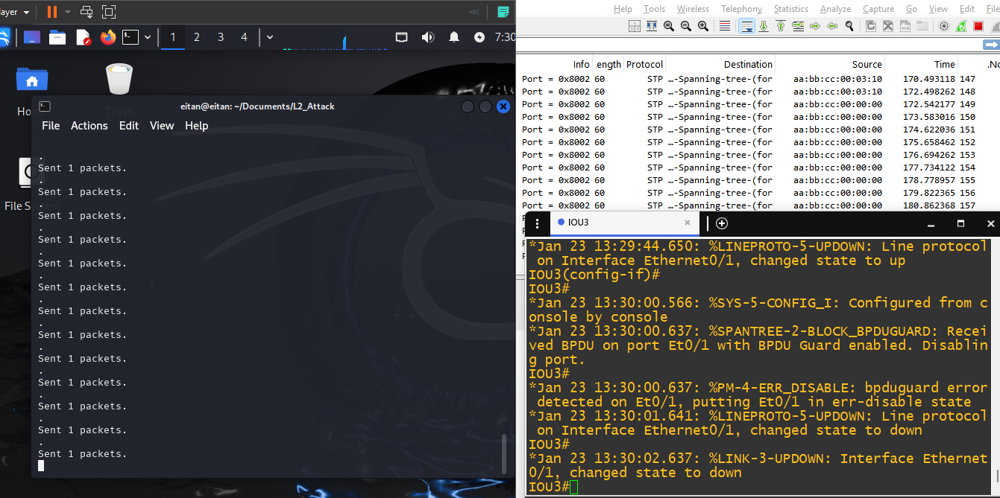 ayer
1 2 3 4
7:30
Trash
File System
eitan@eitan: ~/Documents/L2_Attack
File Actions Edit View Help
.
Sent 1 packets.
.
Sent 1 packets.
.
Sent 1 packets.
.
Sent 1 packets.
.
Sent 1 packets.
.
Sent 1 packets.
.
Sent 1 packets.
.
Sent 1 packets.
.
Sent 1 packets.
.
Sent 1 packets.
.
Sent 1 packets.
.
Sent 1 packets.
.
Sent 1 packets.
Help Tools Wireless Telephony Statistics Analyze Capture Go View Edit File
Info .ength Protocol Destination Source Time .No
Port = 0x8002 60 STP …-Spanning-tree-(for aa:bb:cc:00:03:10 170.493118 147
Port = 0x8002 60 STP …-Spanning-tree-(for aa:bb:cc:00:03:10 172.498262 148
Port = 0x8002 60 STP …-Spanning-tree-(for aa:bb:cc:00:00:00 172.542177 149
Port = 0x8002 60 STP …-Spanning-tree-(for aa:bb:cc:00:00:00 173.583016 150
Port = 0x8002 60 STP …-Spanning-tree-(for aa:bb:cc:00:00:00 174.622036 151
Port = 0x8002 60 STP …-Spanning-tree-(for aa:bb:cc:00:00:00 175.658462 152
Port = 0x8002 60 STP …-Spanning-tree-(for aa:bb:cc:00:00:00 176.694262 153
Port = 0x8002 60 STP …-Spanning-tree-(for aa:bb:cc:00:00:00 177.734122 154
Port = 0x8002 60 STP …-Spanning-tree-(for aa:bb:cc:00:00:00 178.778957 155
Port = 0x8002 60 STP …-Spanning-tree-(for aa:bb:cc:00:00:00 179.822365 156
Port = 0x8002 60 STP …-Spanning-tree-(for aa:bb:cc:00:00:00 180.862368 157
IOU3
*Jan 23 13:29:44.650: %LINEPROTO-5-UPDOWN: Line protocol
on Interface Ethernet0/1, changed state to up
IOU3(config-if)#
IOU3#
*Jan 23 13:30:00.566: %SYS-5-CONFIG_I: Configured from c
onsole by console
*Jan 23 13:30:00.637: %SPANTREE-2-BLOCK_BPDUGUARD: Recei
ved BPDU on port Et0/1 with BPDU Guard enabled. Disablin
g port.
IOU3#
*Jan 23 13:30:00.637: %PM-4-ERR_DISABLE: bpduguard error
detected on Et0/1, putting Et0/1 in err-disable state
*Jan 23 13:30:01.641: %LINEPROTO-5-UPDOWN: Line protocol
on Interface Ethernet0/1, changed state to down
IOU3#
*Jan 23 13:30:02.637: %LINK-3-UPDOWN: Interface Ethernet
0/1, changed state to down
IOU3#